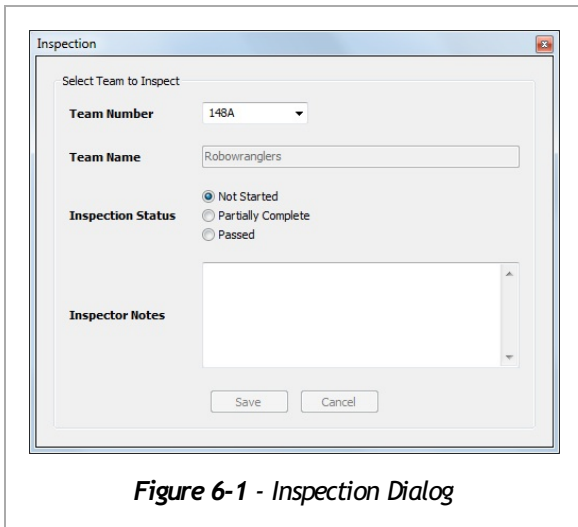 Inspection
Select Team to Inspect
Team Number 148A
Team Name Robowranglers
Inspection Status
Not Started
Partially Complete
Passed
Inspector Notes
Save Cancel
Figure 6-1 - Inspection Dialog